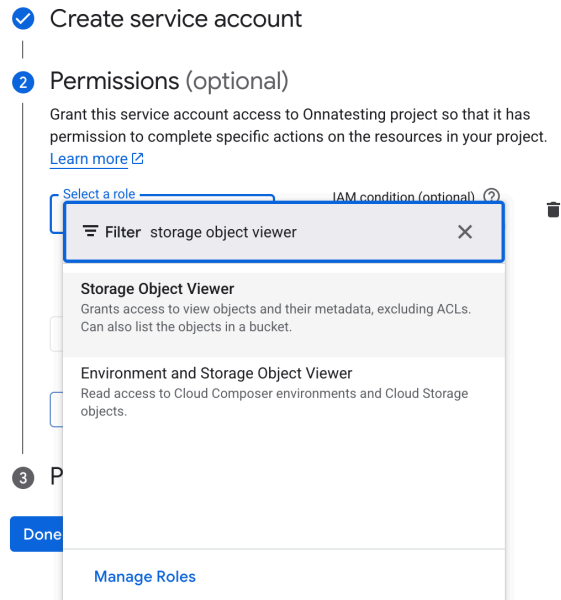 Create service account
2
Permissions (optional)
Grant this service account access to Onnatesting project so that it has
permission to complete specific actions on the resources in your project.
Learn more
Select a role
IAM condition (optional)
?
Filter storage object viewer
Storage Object Viewer
Grants access to view objects and their metadata, excluding ACLs.
Can also list the objects in a bucket.
Environment and Storage Object Viewer
Read access to Cloud Composer environments and Cloud Storage
objects.
3
P
Done
Manage Roles